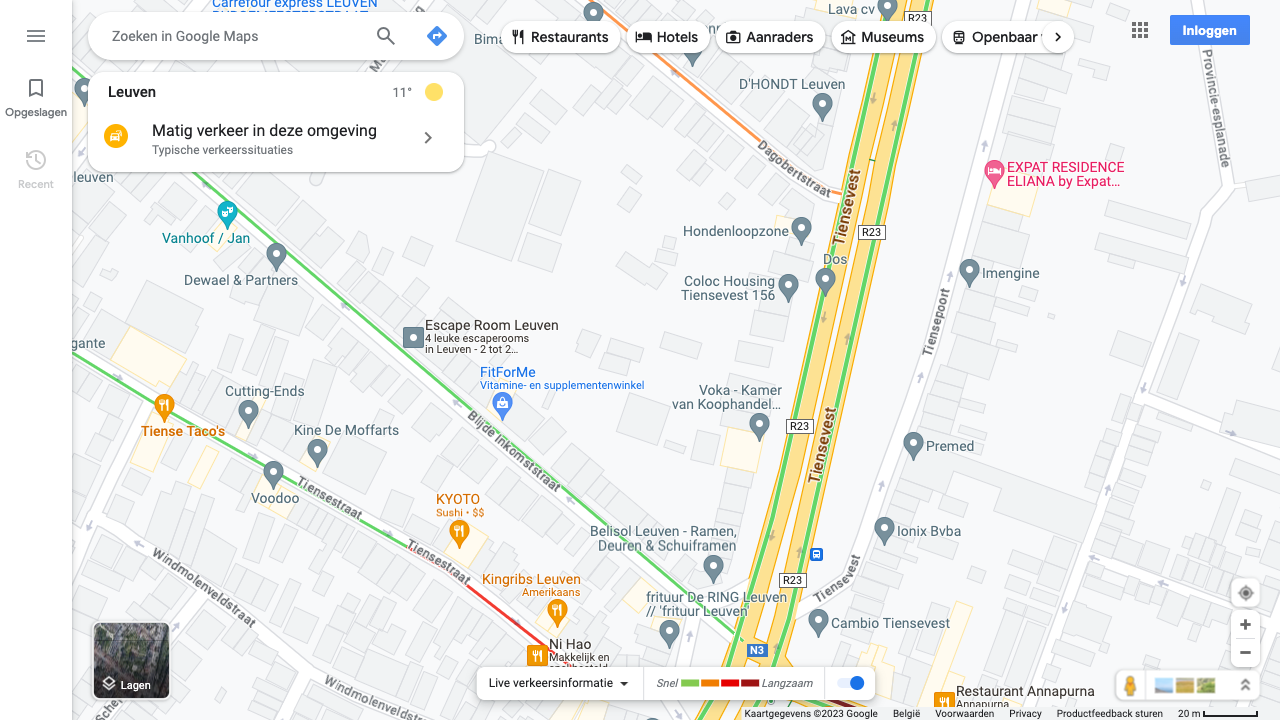 Carrefour express LEUVEN
Lava cv
R23
Zoeken in Google Maps
Restaurants
Hotels
Aanraders
Museums
Openbaar
Inloggen
Opgeslagen
Recent
Leuven
11°
Matig verkeer in deze omgeving
Typische verkeerssituaties
D'HONDT Leuven
Provincie-esplanade
Dagobertstraat
Tiensevest
EXPAT RESIDENCE
ELIANA by Expat...
leuven
Vanhoof / Jan
Hondenloopzone
R23
Dewael & Partners
Dos
Coloc Housing
Tiensevest 156
Imengine
Tiensepoort
Escape Room Leuven
4 leuke escaperooms
in Leuven - 2 tot 2...
gante
FitForMe
Vitamine- en supplementenwinkel
Cutting-Ends
Voka - Kamer
van Koophandel...
Tiense Taco's
Kine De Moffarts
Blijde Inkomststraat
R23
Tiensevest
Premed
Voodoo
Tiensestraat
KYOTO
Sushi • $$
Belisol Leuven - Ramen,
Deuren & Schuiframen
Ionix Bvba
Tiensestraat
Windmolenveldstraat
Kingribs Leuven
Amerikaans
R23
Tiensevest
frituur De RING Leuven
// 'frituur Leuven
Cambio Tiensevest
Ni Hao
Makkelijk en
N3
Lagen
Windmolenveldstraat
Live verkeersinformatie
Snel
Langzaam
Restaurant Annapurna
Annapurna
Kaartgegevens ©2023 Google
België
Voorwaarden
Privacy
Productfeedback sturen
20 m